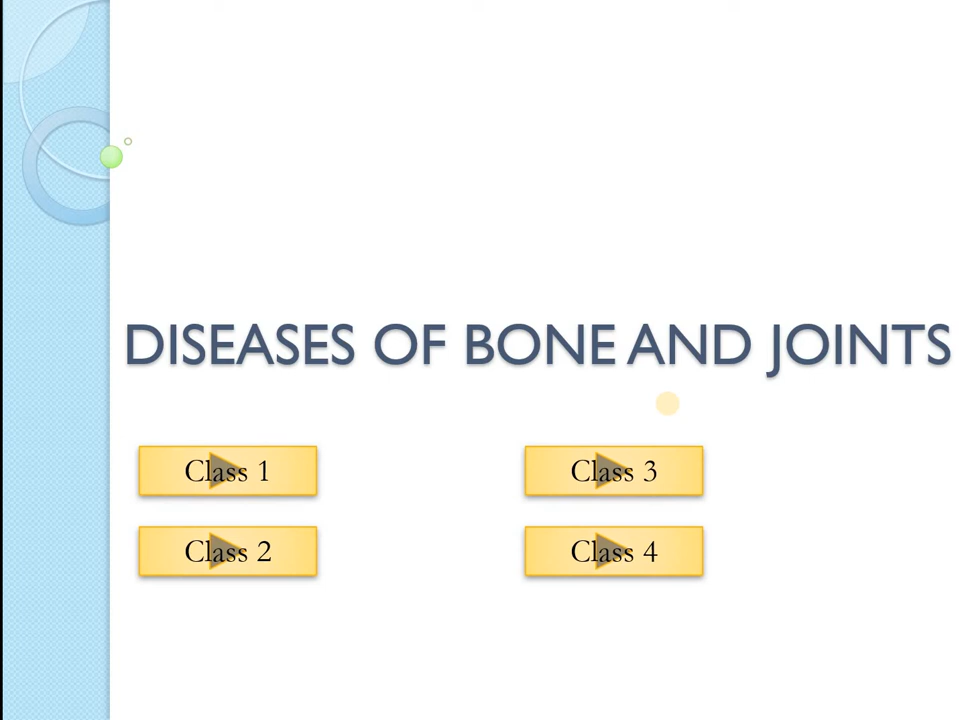 DISEASES OF BONE AND JOINTS
Class 1
Class 3
Class 2
Class 4